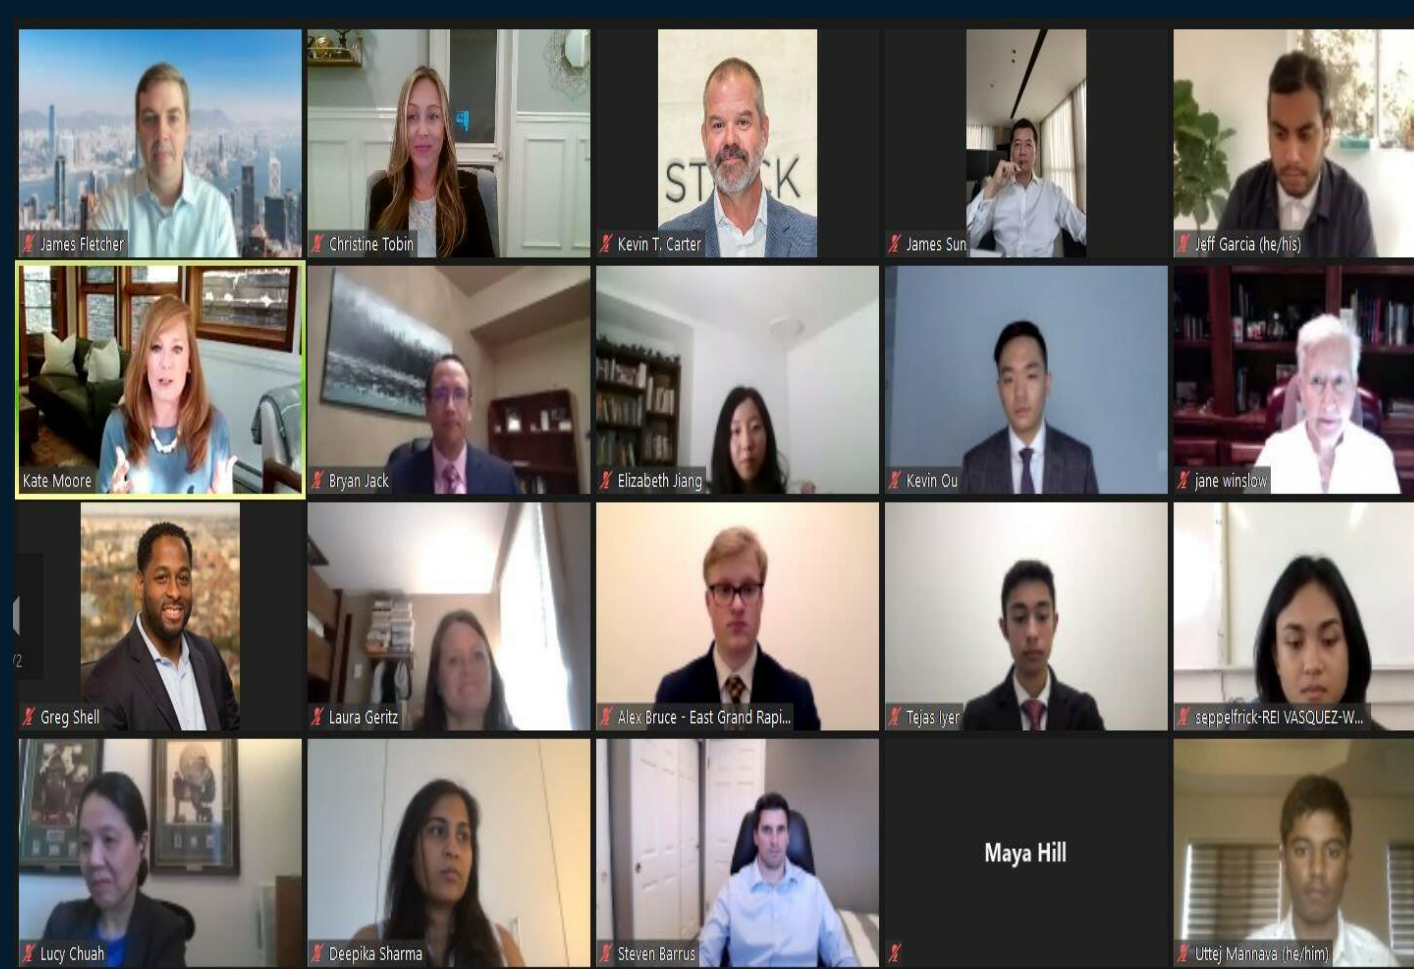 James Fletcher
Christine Tobin
Kevin T. Carter
James Sun
Jeff Garcia (he/his)
Kate Moore
Bryan Jack
Elizabeth Jiang
Kevin Ou
jane winslow
Greg Shell
Laura Geritz
Alex Bruce - East Grand Rapi...
Tejas Iyer
seppelfrick-REI VASQUEZ-W...
Lucy Chuah
Deepika Sharma
Steven Barrus
Maya Hill
Uttej Mannava (he/him)
/2